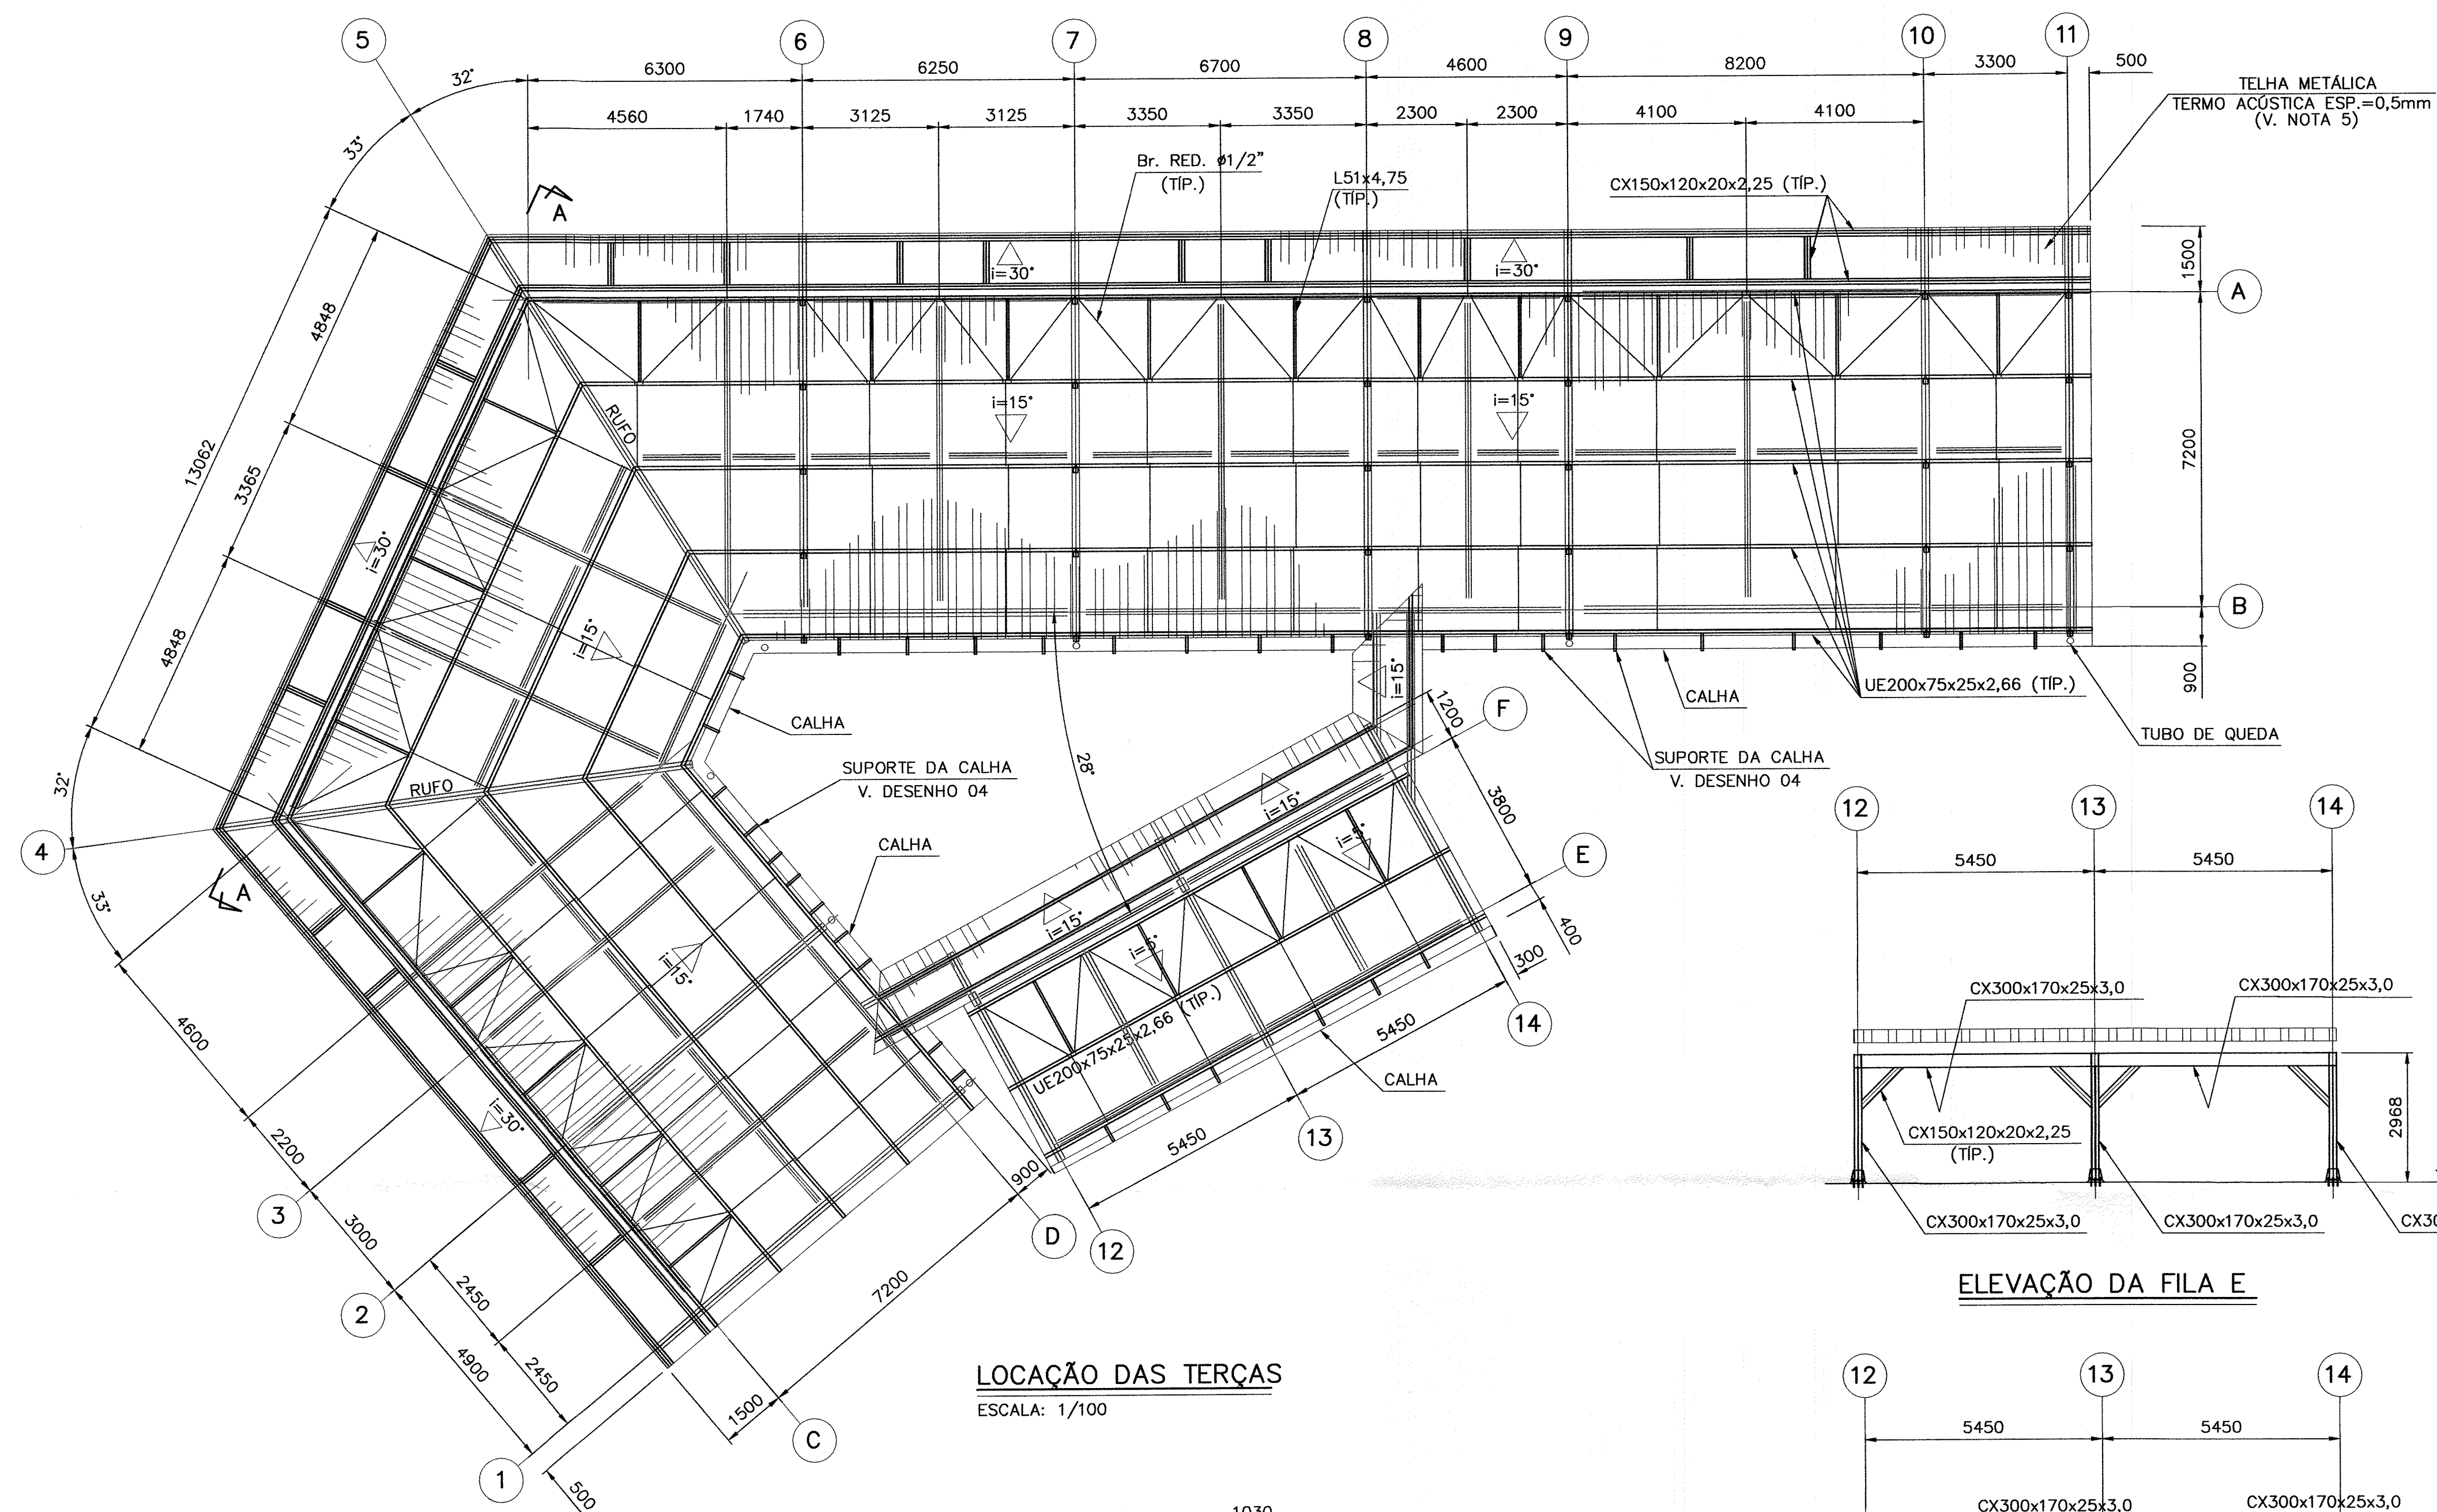 5
6
7
8
9
10
11
32°
6300
6250
6700
4600
8200
3300
500
TELHA METÁLICA
TERMO ACÚSTICA ESP.=0,5mm
(V. NOTA 5)
4560
1740
3125
3125
3350
3350
2300
2300
4100
4100
33°
Br. RED. ø1/2”
(TÍP.)
L51x4,75
(TÍP.)
CX150x120x20x2,25 (TÍP.)
A
i=30°
i=30°
1500
A
4848
13062
3365
4848
RUFO
i=15°
i=15°
7200
i=30°
i=15°
B
900
UE200x75x25x2,66 (TÍP.)
CALHA
TUBO DE QUEDA
i=15°
1200
F
CALHA
28°
SUPORTE DA CALHA
V. DESENHO 04
SUPORTE DA CALHA
V. DESENHO 04
32°
RUFO
i=15°
3800
4
CALHA
i=5°
E
33°
A
i=15°
i=15°
i=5°
400
300
UE200x75x25x2,66 (TÍP.)
14
5450
CALHA
13
5450
4600
2200
i=30°
3
3000
900
D
12
7200
2
2450
4900
2450
1500
C
1
500
LOCAÇÃO DAS TERÇAS
ESCALA: 1/100
1030
12
13
14
5450
5450
CX300x170x25x3,0
CX300x170x25x3,0
CX150x120x20x2,25
(TÍP.)
2968
CX300x170x25x3,0
CX300x170x25x3,0
ELEVAÇÃO DA FILA E
12
13
14
5450
5450
CX300x170x25x3,0
CX300x170x25x3,0